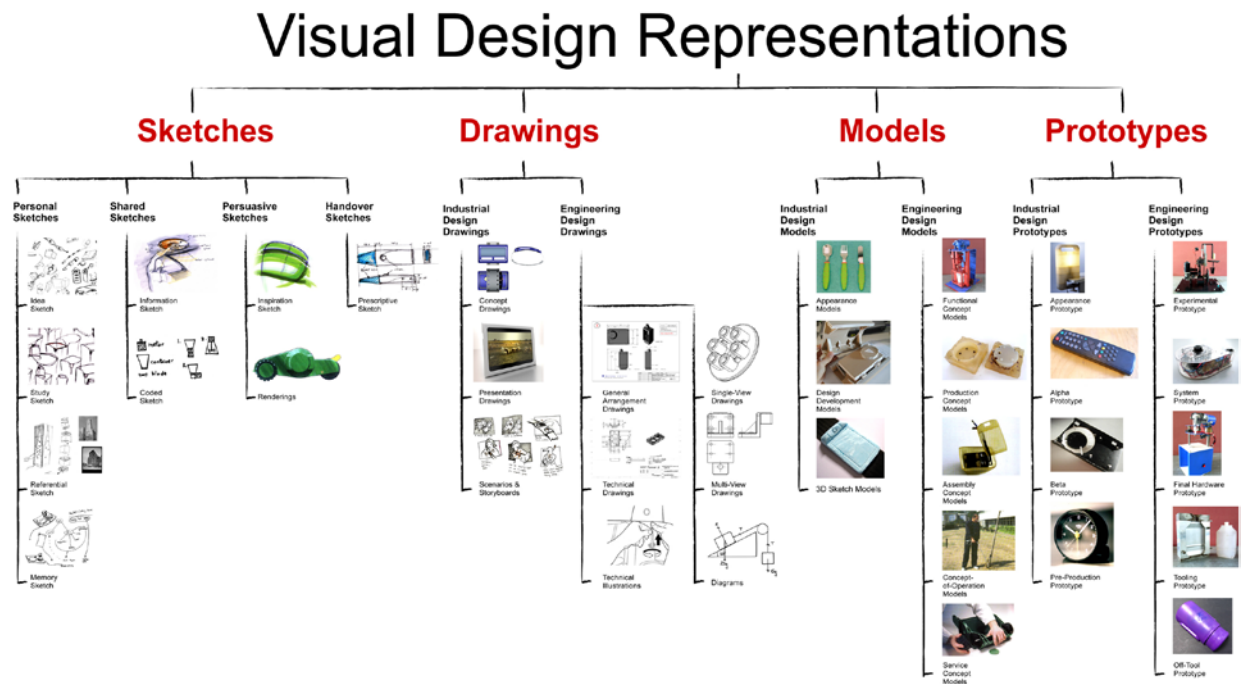 Visual Design Representations
Sketches
Drawings
Models
Prototypes
Personal
Sketches
Shared
Sketches
Persuasive
Sketches
Handover
Sketches
Industrial
Design
Drawings
Engineering
Design
Drawings
Industrial
Design
Models
Engineering
Design
Models
Industrial
Design
Prototypes
Engineering
Design
Prototypes
Idea
Sketch
Study
Sketch
Referential
Sketch
Memory
Sketch
Information
Sketch
Coded
Sketch
Inspiration
Sketch
Renderings
Prescriptive
Sketch
Concept
Drawings
Presentation
Drawings
Scenarios &
Storyboards
General
Arrangement
Drawings
Technical
Drawings
Technical
Illustrations
Single-View
Drawings
Multi-View
Drawings
Diagrams
Appearance
Models
Design
Development
Models
3D Sketch Models
Functional
Concept
Models
Production
Concept
Models
Assembly
Concept
Models
Concept-
of-Operation
Models
Service
Concept
Models
Appearance
Prototype
Alpha
Prototype
Beta
Prototype
Pre-Production
Prototype
Experimental
Prototype
System
Prototype
Final Hardware
Prototype
Tooling
Prototype
Off-Tool
Prototype